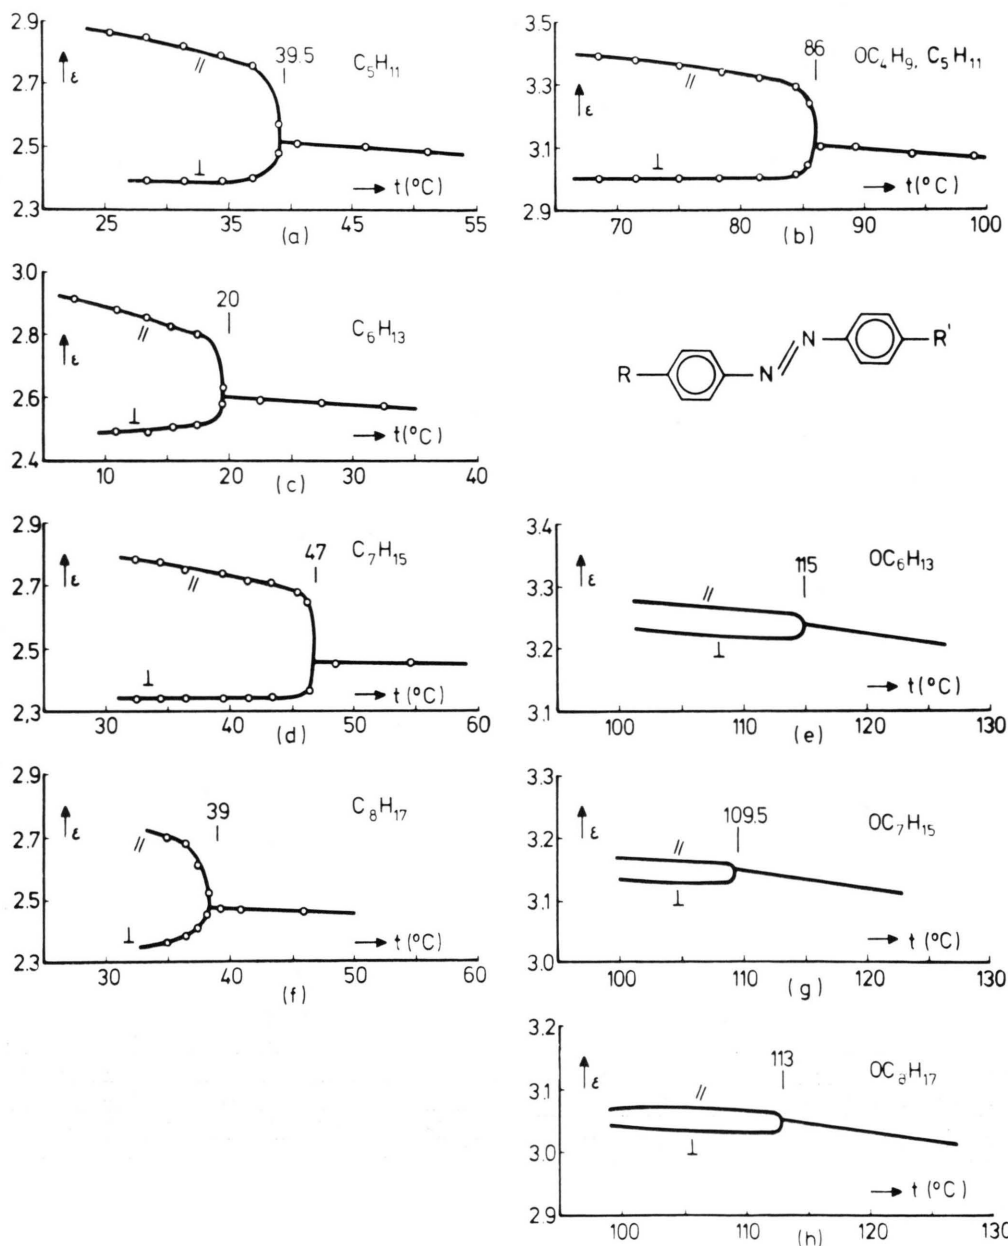 2.9
2.7
2.5
2.3
↑ε
//
⊥
39.5
C₅H₁₁
→ t(°C)
25 35 45 55
(a)
3.5
3.3
3.1
2.9
↑ε
//
⊥
86
OC₄H₉, C₅H₁₁
→ t(°C)
70 80 90 100
(b)
3.0
2.8
2.6
2.4
↑ε
//
⊥
20
C₆H₁₃
→ t(°C)
10 20 30 40
(c)
R N N R'
2.9
2.7
2.5
2.3
↑ε
//
⊥
47
C₇H₁₅
→ t(°C)
30 40 50 60
(d)
3.4
3.3
3.2
3.1
↑ε
//
⊥
115
OC₆H₁₃
→ t(°C)
100 110 120 130
(e)
2.9
2.7
2.5
2.3
↑ε
//
⊥
39
C₈H₁₇
→ t(°C)
30 40 50 60
(f)
3.3
3.2
3.1
3.0
↑ε
//
⊥
109.5
OC₇H₁₅
→ t (°C)
100 110 120 130
(g)
3.2
3.1
3.0
2.9
↑ε
//
⊥
113
OC₈H₁₇
→ t (°C)
100 110 120 130
(h)